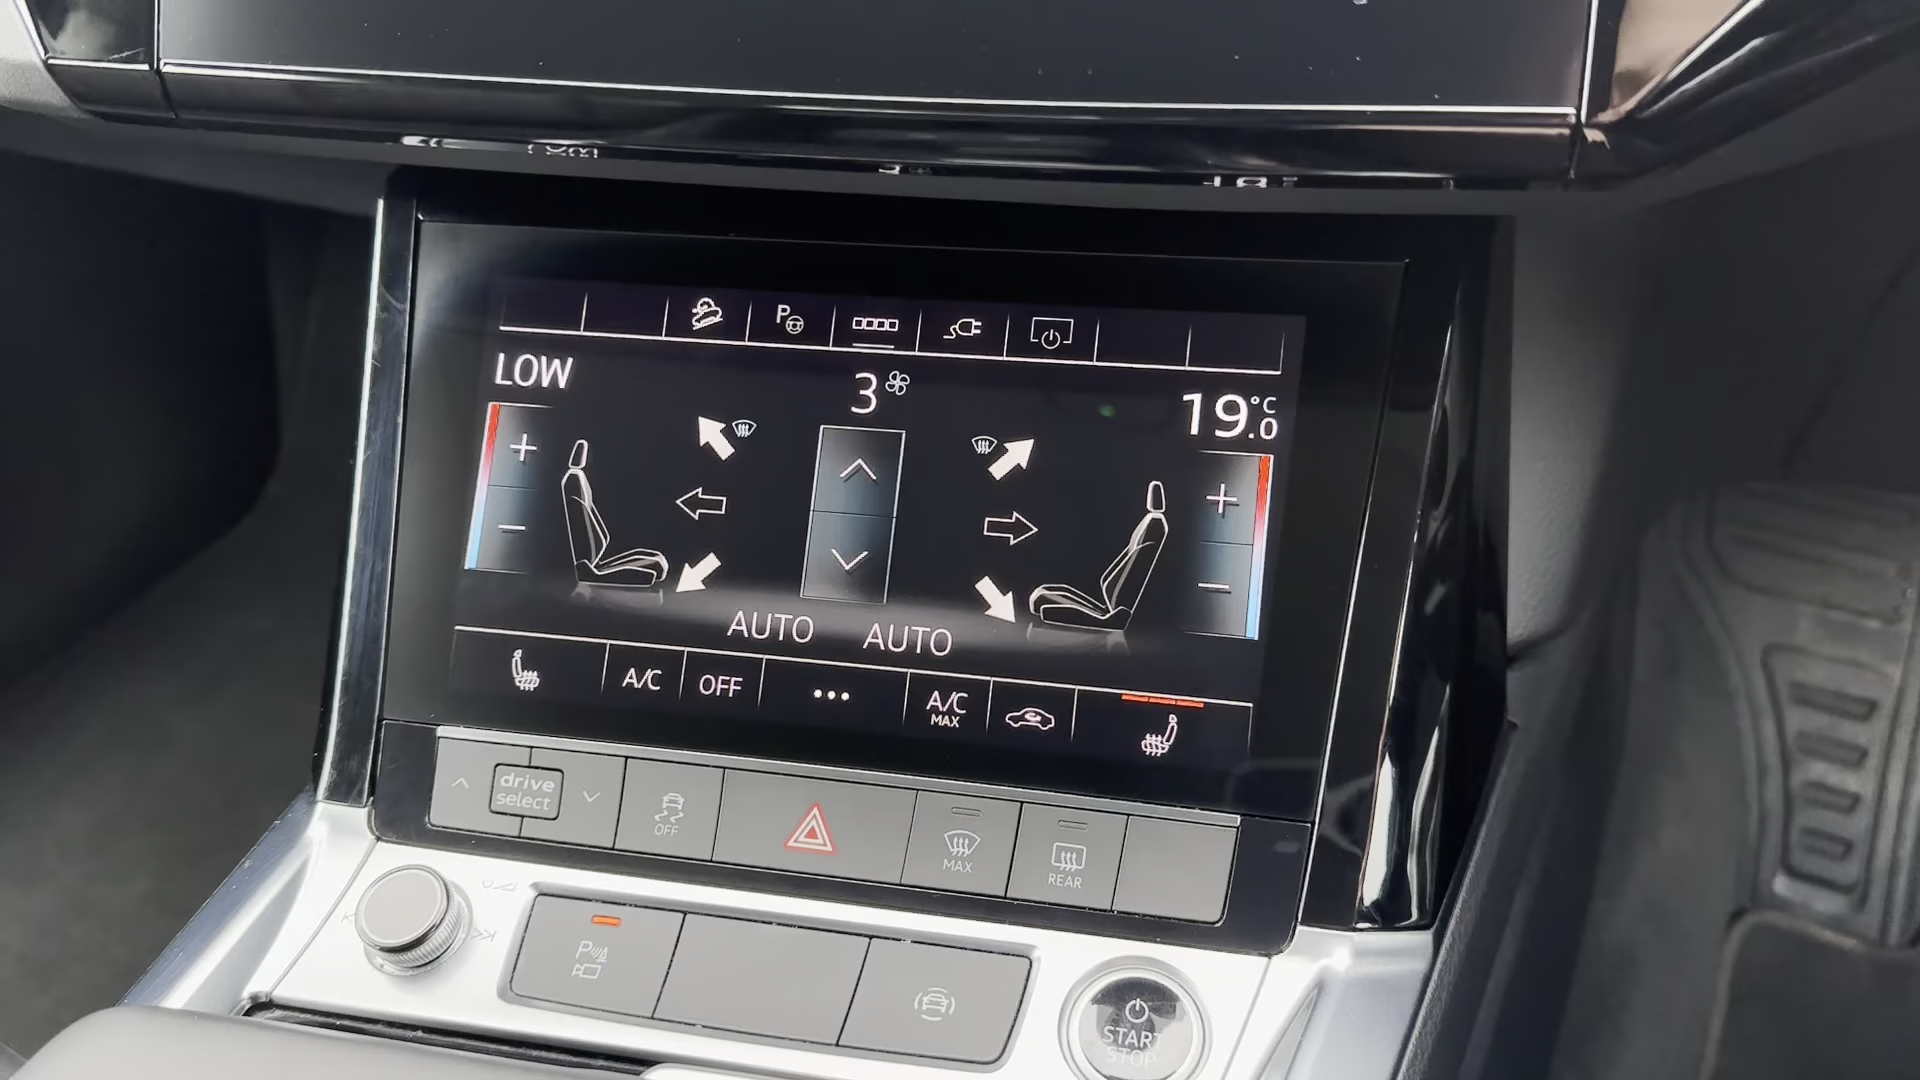 P
LOW
3
19.0 °C
AUTO AUTO
A/C OFF ... A/C MAX
drive select
OFF
MAX
REAR
P
START
STOP